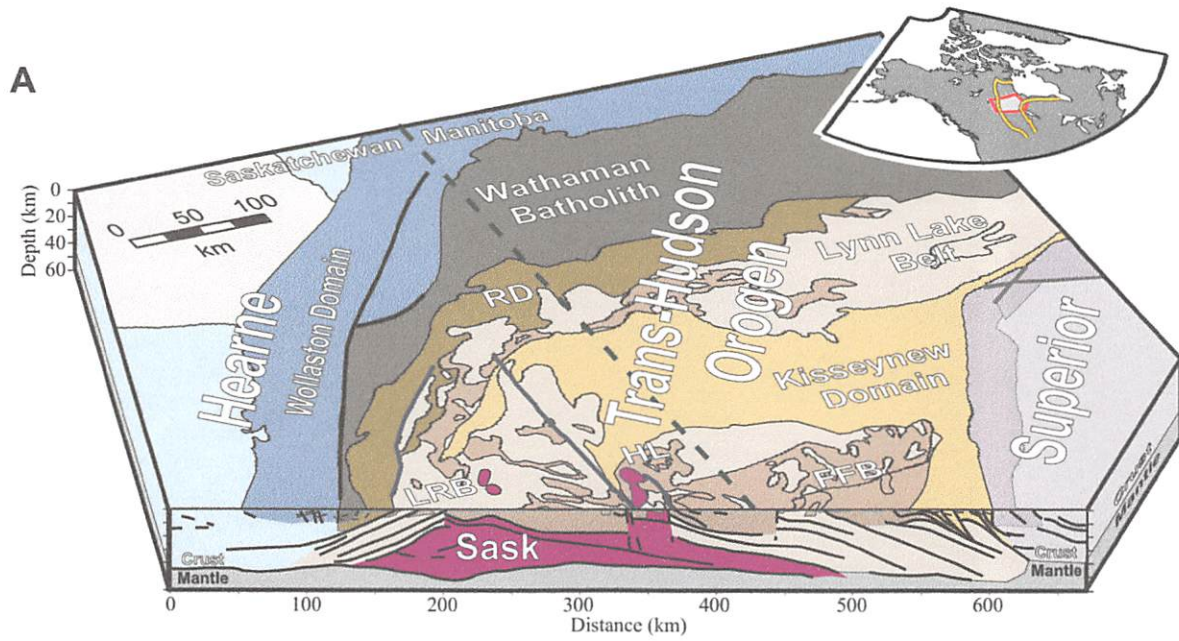 A
Saskatchewan
Manitoba
Depth (km)
0
20
40
60
0 50 100
km
Wathaman
Batholith
Hearne
Wollaston Domain
RD
Trans-Hudson
Orogen
Lynn Lake
Belt
Kisseynew
Domain
Superior
LRB
HL
FFB
Crust
Mantle
Sask
Crust
Mantle
Crust
Mantle
0 100 200 300 400 500 600
Distance (km)